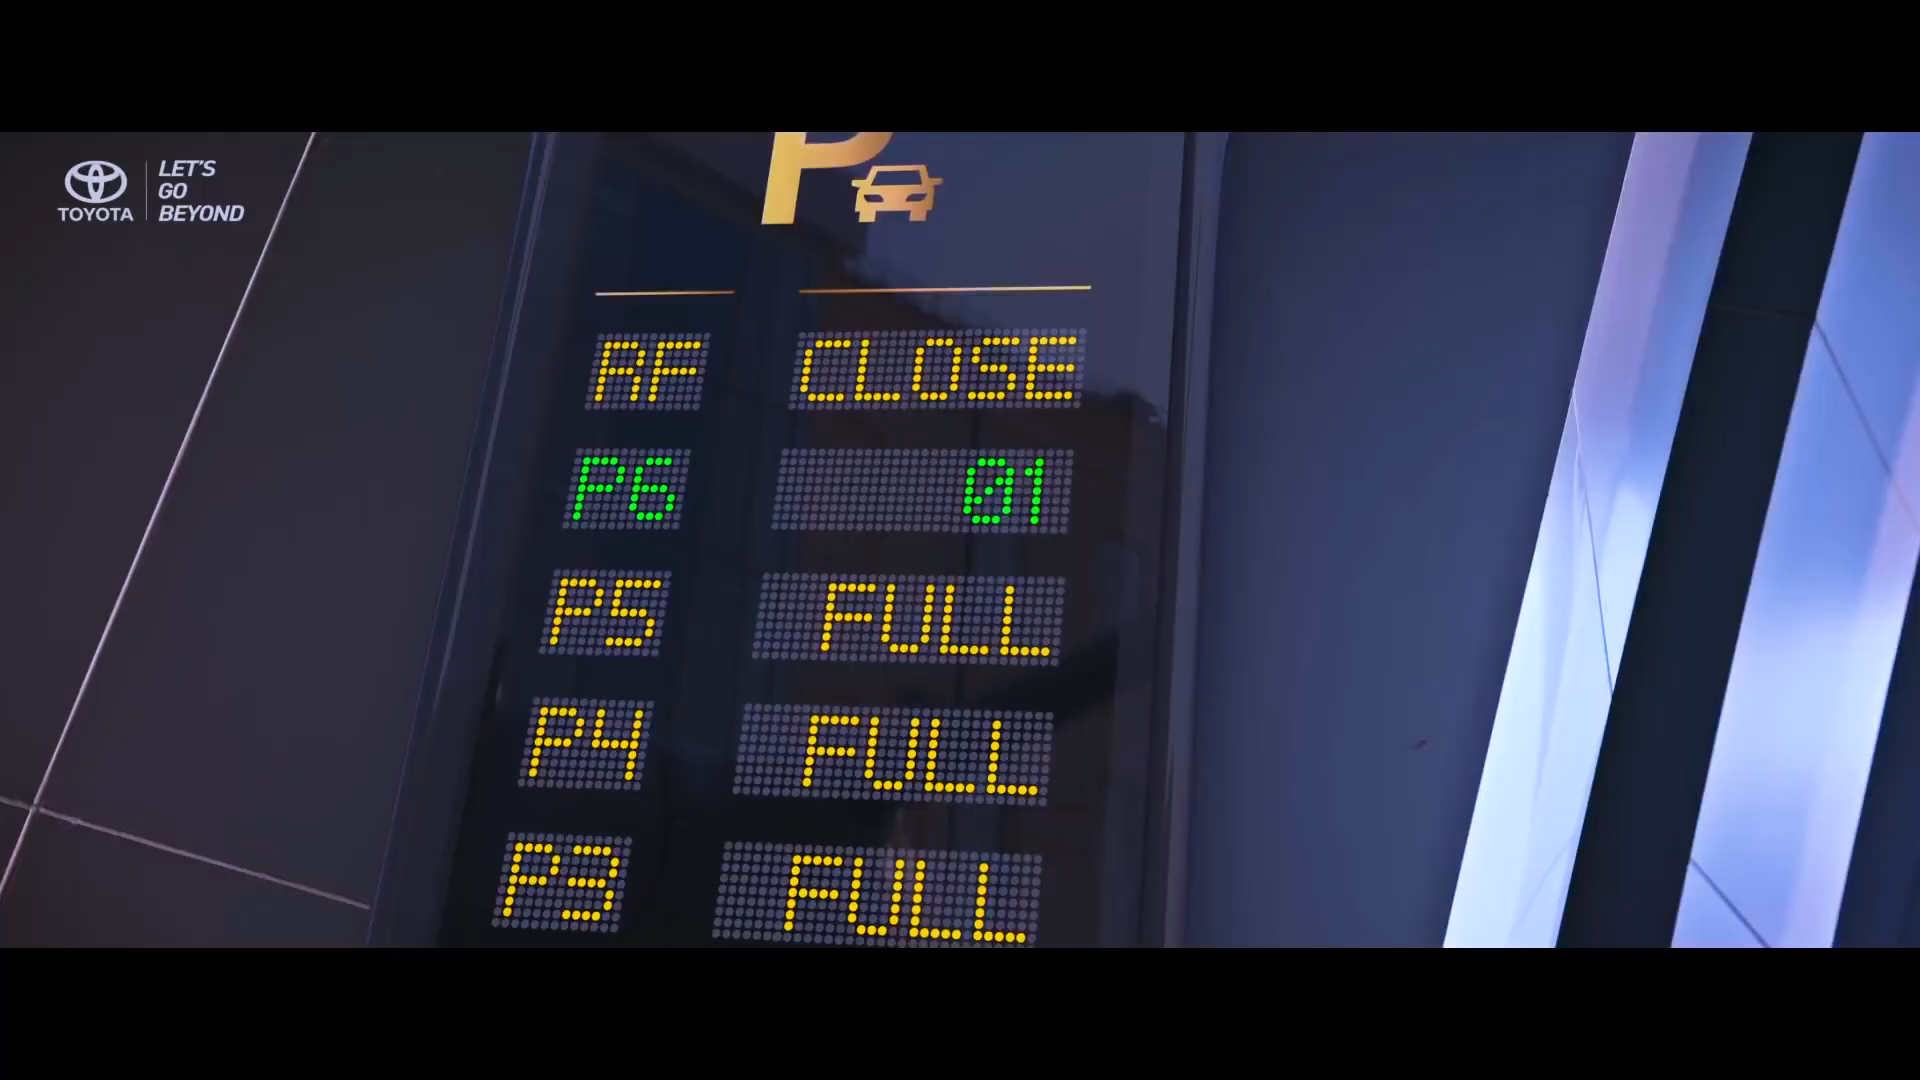 TOYOTA
LET'S
GO
BEYOND
P
RF CLOSE
P6 01
P5 FULL
P4 FULL
P3 FULL